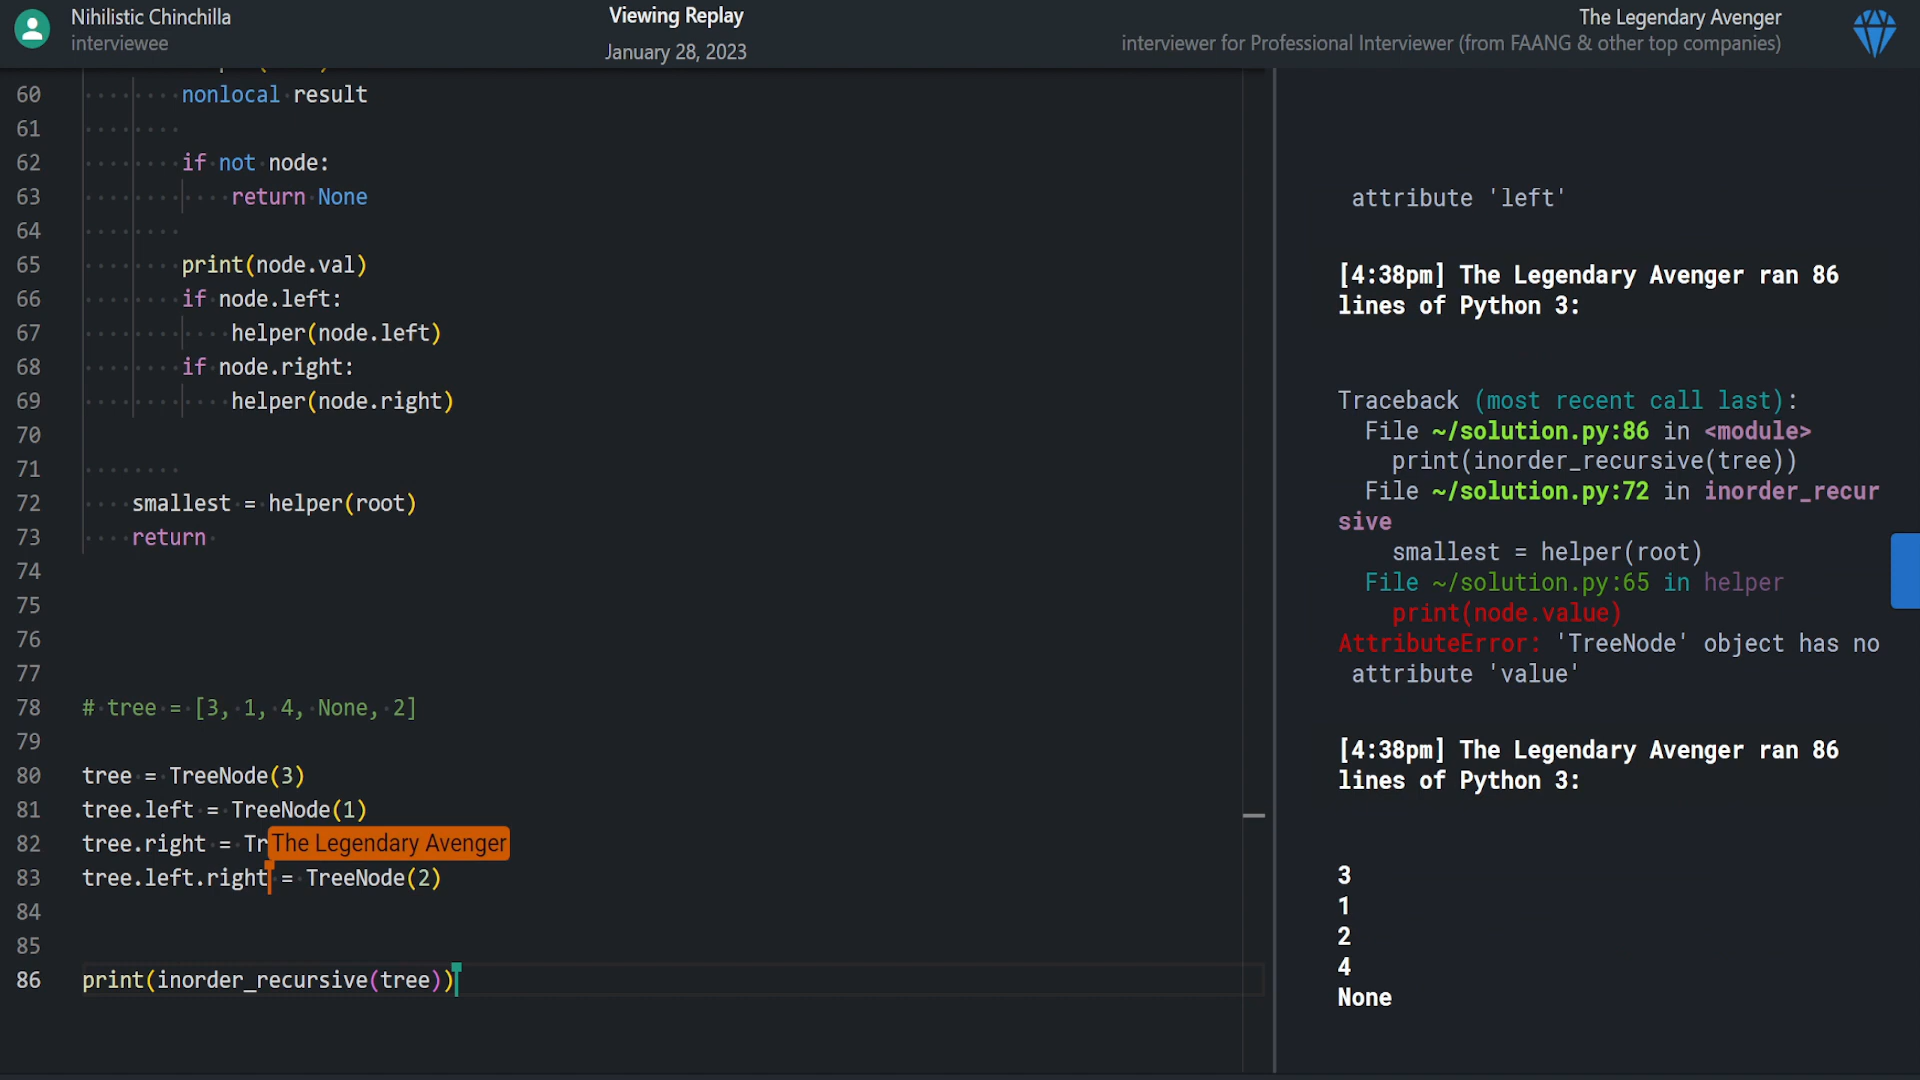 Nihilistic Chinchilla
interviewee
Viewing Replay
January 28, 2023
The Legendary Avenger
interviewer for Professional Interviewer (from FAANG & other top companies)
60 nonlocal result
61
62 if not node:
63 return None
64
65 print(node.val)
66 if node.left:
67 helper(node.left)
68 if node.right:
69 helper(node.right)
70
71
72 smallest = helper(root)
73 return
74
75
76
77
78 # tree = [3, 1, 4, None, 2]
79
80 tree = TreeNode(3)
81 tree.left = TreeNode(1)
82 tree.right = Tr The Legendary Avenger
83 tree.left.right = TreeNode(2)
84
85
86 print(inorder_recursive(tree))
attribute 'left'
[4:38pm] The Legendary Avenger ran 86
lines of Python 3:
Traceback (most recent call last):
File ~/solution.py:86 in <module>
print(inorder_recursive(tree))
File ~/solution.py:72 in inorder_recur
sive
smallest = helper(root)
File ~/solution.py:65 in helper
print(node.value)
AttributeError: 'TreeNode' object has no
attribute 'value'
[4:38pm] The Legendary Avenger ran 86
lines of Python 3:
3
1
2
4
None